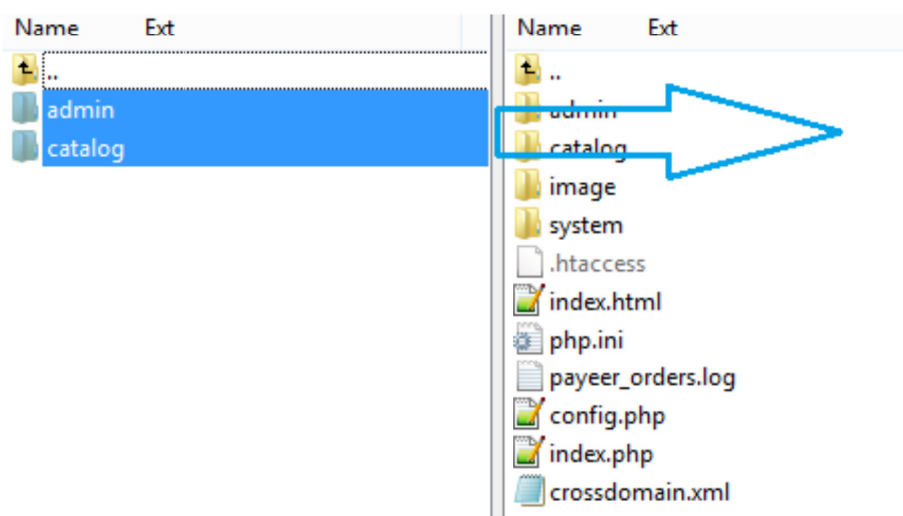 Name Ext
..
admin
catalog
Name Ext
..
admin
catalog
image
system
.htaccess
index.html
php.ini
payeer_orders.log
config.php
index.php
crossdomain.xml